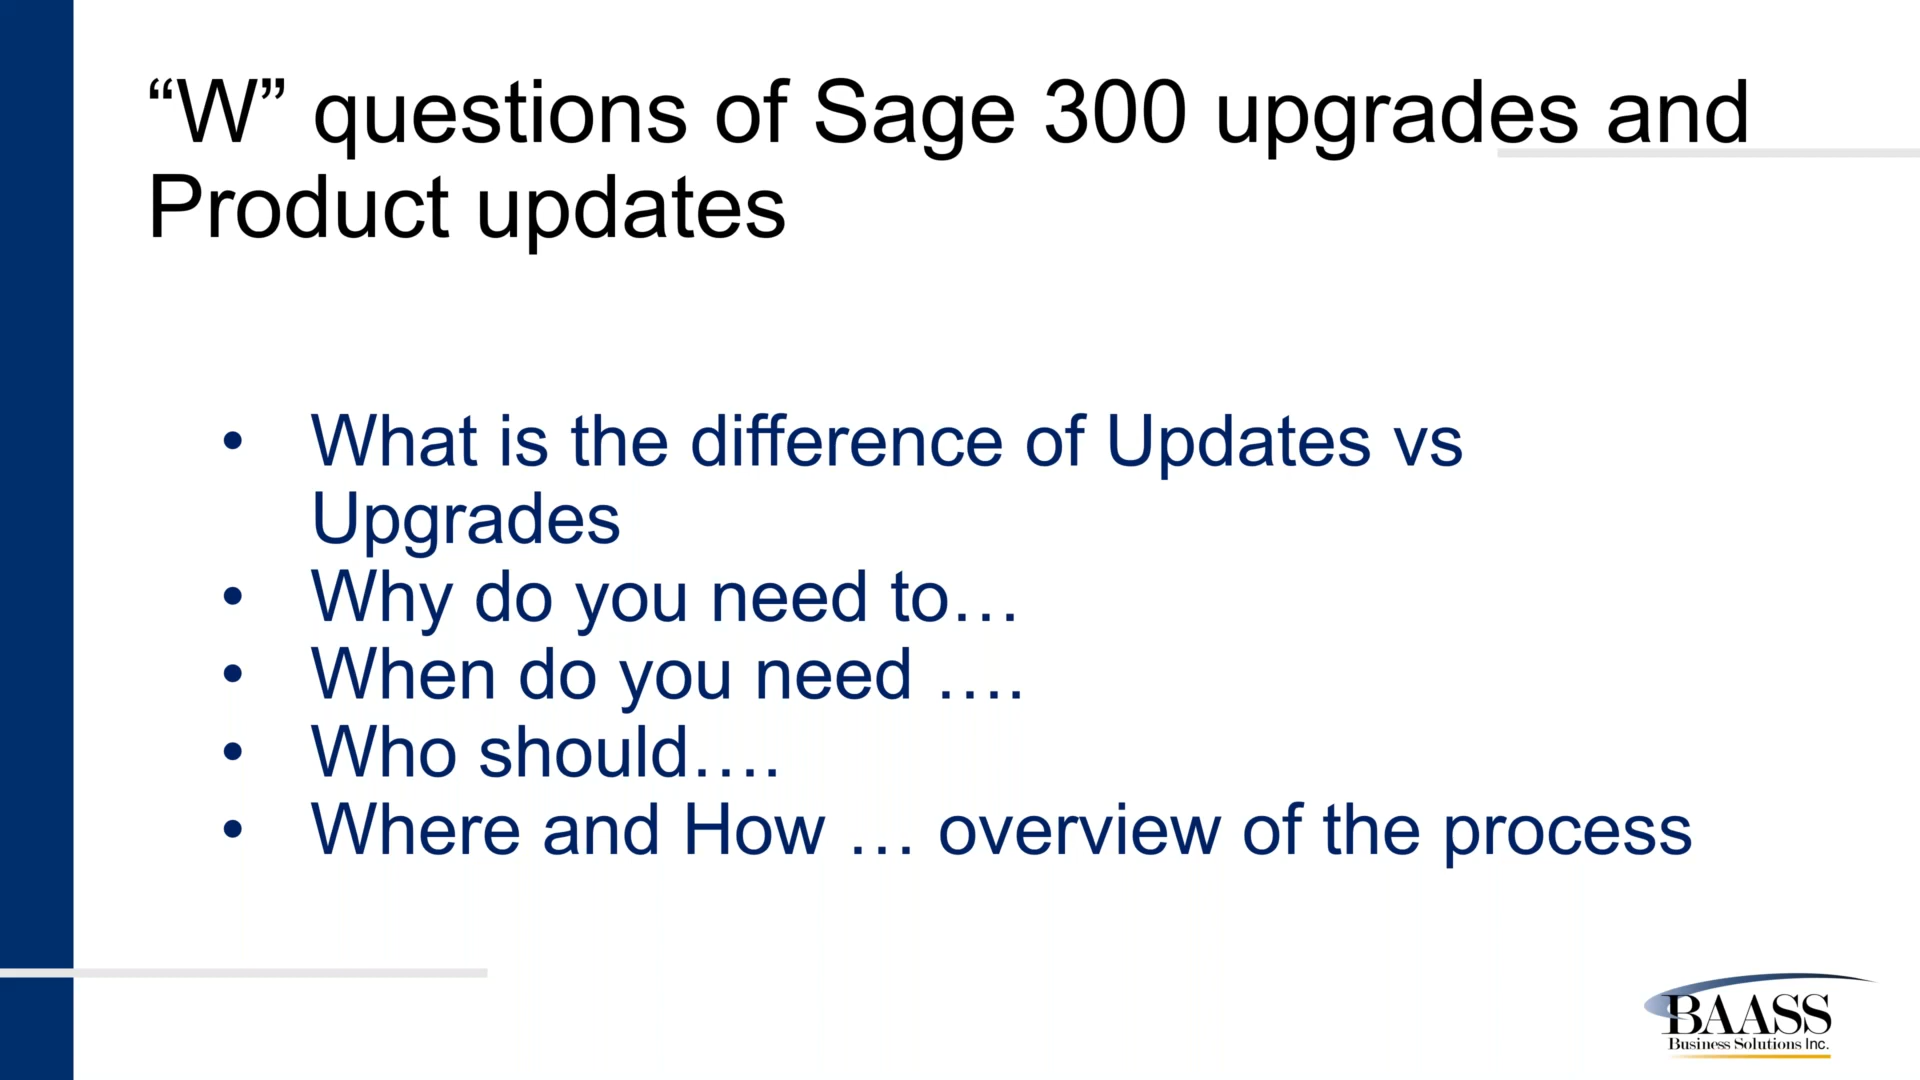 “W” questions of Sage 300 upgrades and
Product updates
• What is the difference of Updates vs
Upgrades
• Why do you need to…
• When do you need ….
• Who should….
• Where and How … overview of the process
BAASS
Business Solutions Inc.